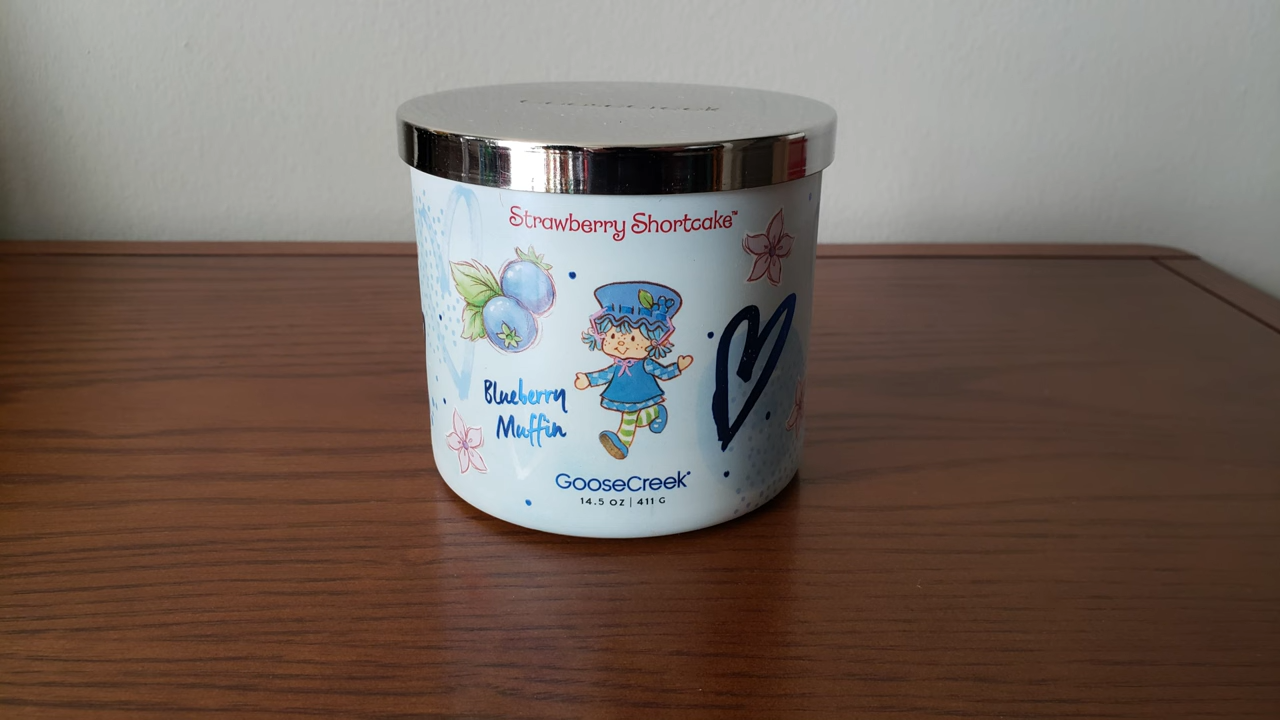 Strawberry Shortcake™
Blueberry
Muffin
GooseCreek®
14.5 OZ | 411 G